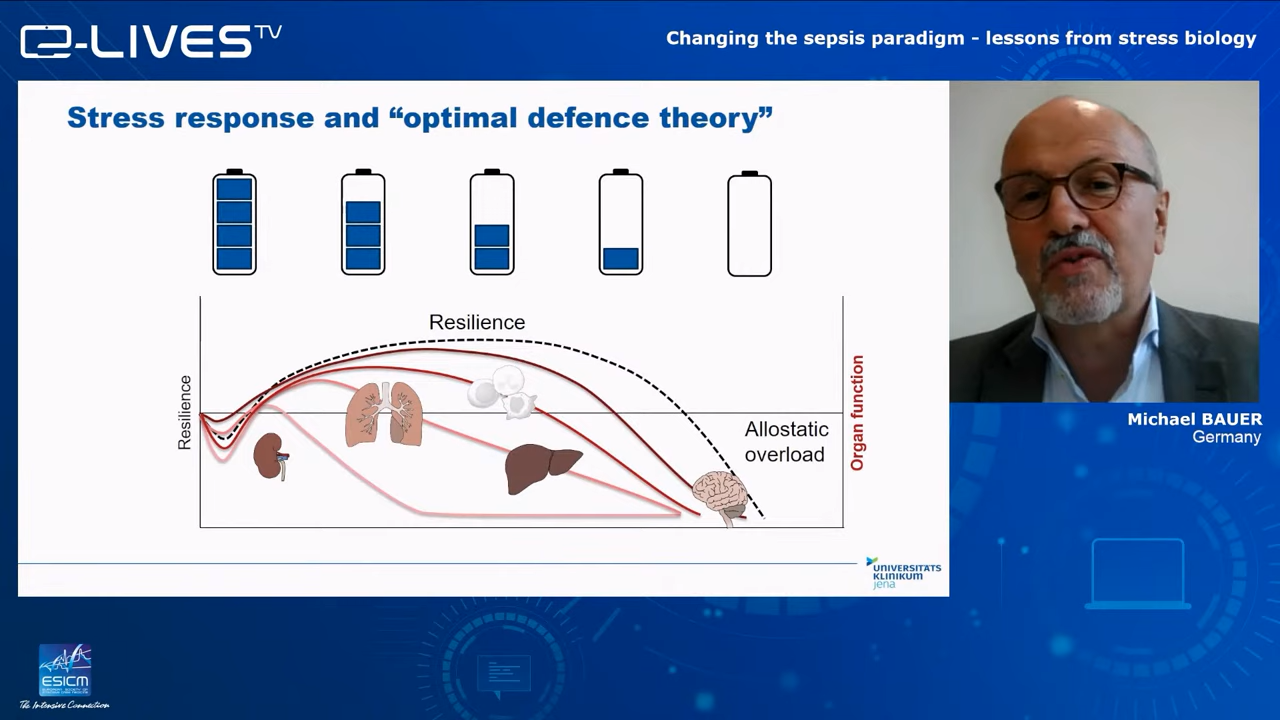 e-LIVES TV
Changing the sepsis paradigm - lessons from stress biology
Stress response and “optimal defence theory”
Resilience
Resilience
Allostatic
overload
Organ function
Michael BAUER
Germany
UNIVERSITÄTS
KLINIKUM
jena
ESICM
The Intensive Connection